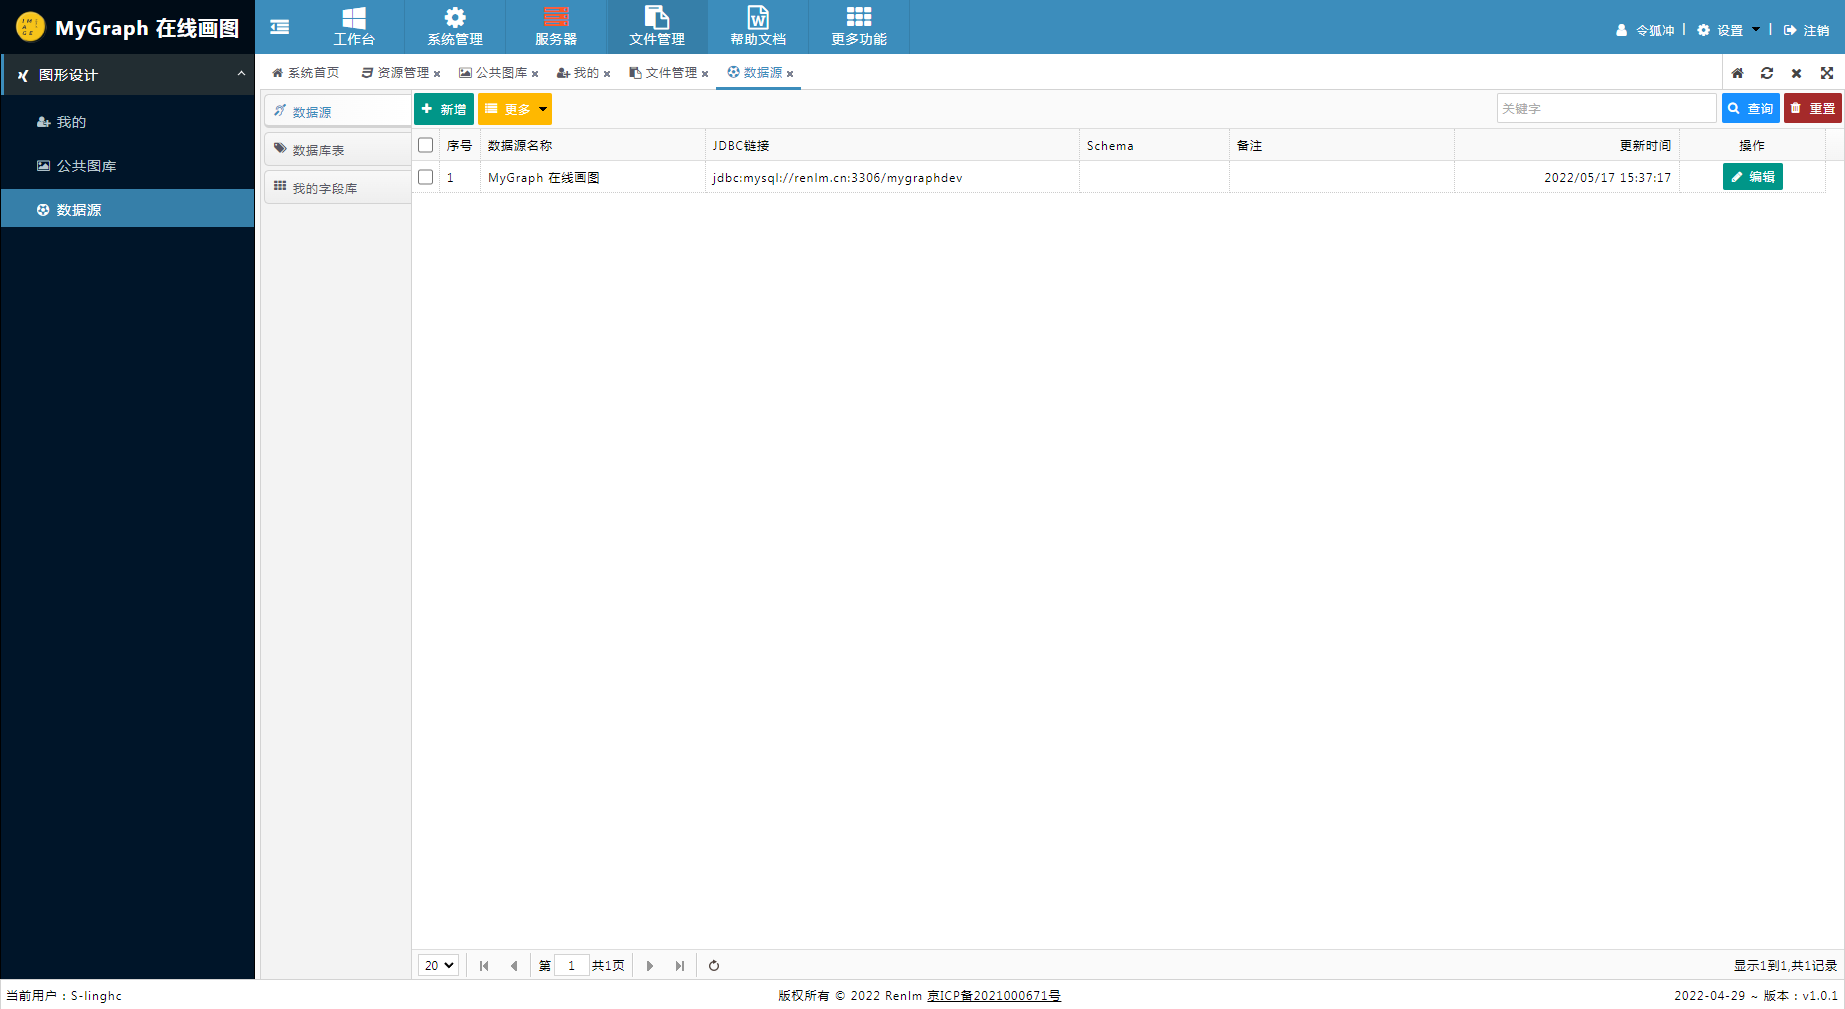 MyGraph 在线画图
工作台
系统管理
服务器
文件管理
帮助文档
更多功能
令狐冲 | 设置 | 注销
图形设计
我的
公共图库
数据源
系统首页
资源管理
公共图库
我的
文件管理
数据源
数据源
数据库表
我的字段库
新增
更多
关键字
查询
重置
序号 数据源名称 JDBC链接 Schema 备注 更新时间 操作
1 MyGraph 在线画图 jdbc:mysql://renlm.cn:3306/mygraphdev 2022/05/17 15:37:17 编辑
20 第 1 共1页
显示1到1,共1记录
当前用户：S-linghc
版权所有 © 2022 Renlm 京ICP备2021000671号
2022-04-29 ~ 版本：v1.0.1